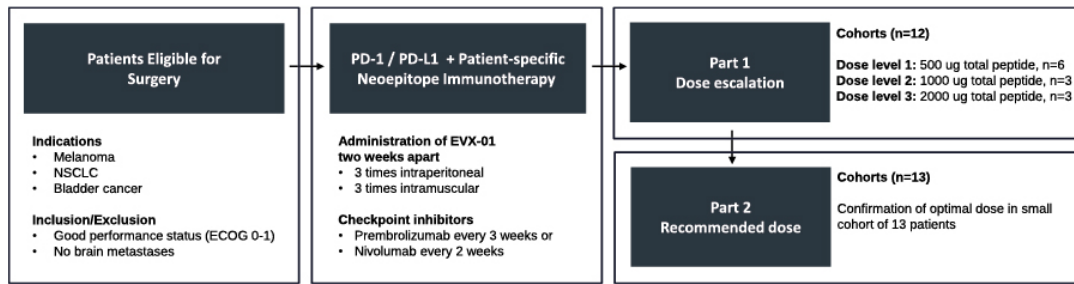 Patients Eligible for
Surgery
Indications
• Melanoma
• NSCLC
• Bladder cancer
Inclusion/Exclusion
• Good performance status (ECOG 0-1)
• No brain metastases
PD-1 / PD-L1 + Patient-specific
Neoepitope Immunotherapy
Administration of EVX-01
two weeks apart
• 3 times intraperitoneal
• 3 times intramuscular
Checkpoint inhibitors
• Prembrolizumab every 3 weeks or
• Nivolumab every 2 weeks
Part 1
Dose escalation
Cohorts (n=12)
Dose level 1: 500 ug total peptide, n=6
Dose level 2: 1000 ug total peptide, n=3
Dose level 3: 2000 ug total peptide, n=3
Part 2
Recommended dose
Cohorts (n=13)
Confirmation of optimal dose in small
cohort of 13 patients